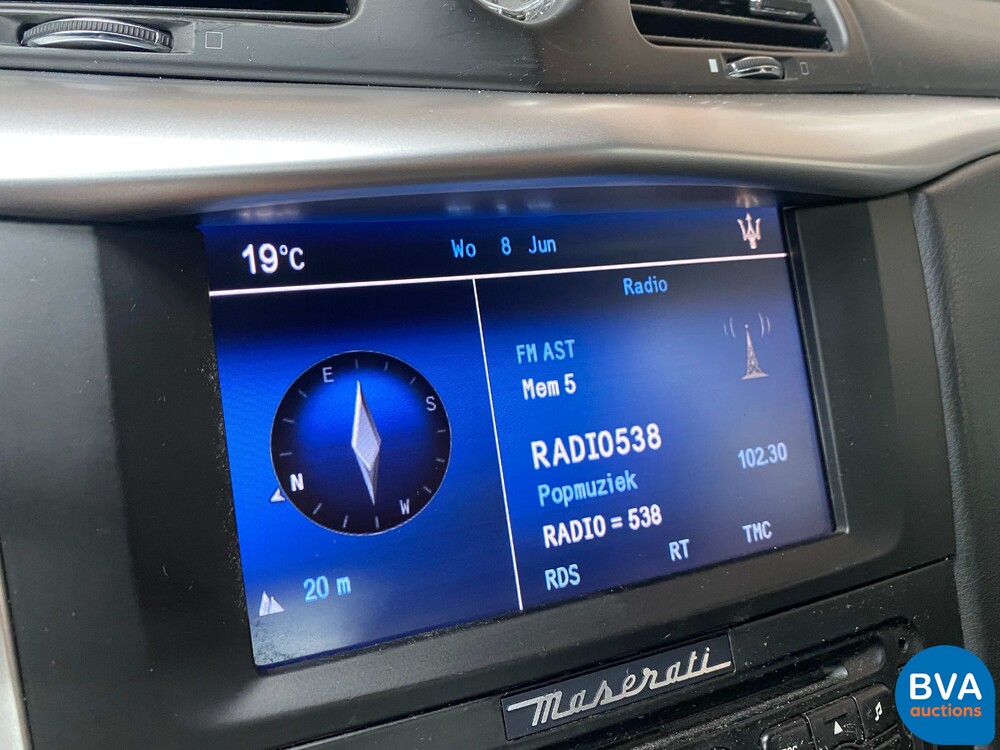 19°C
Wo 8 Jun
Radio
FM AST
Mem 5
RADIO538
102.30
Popmuziek
RADIO = 538
RDS
RT
TMC
E
S
N
W
20 m
Maserati
BVA
auctions